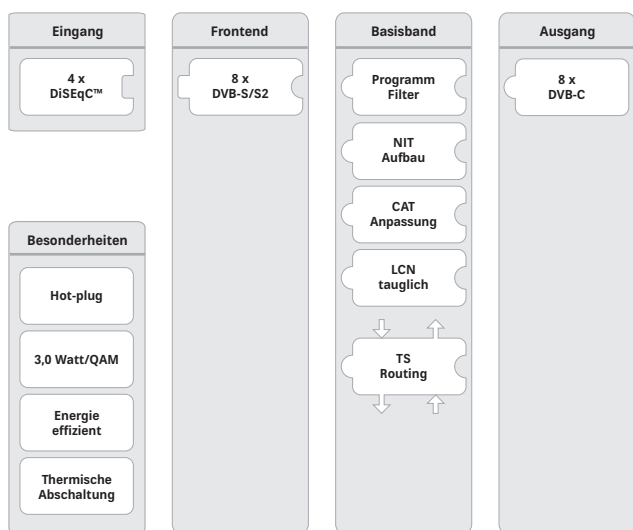 Eingang
4 x
DiSEqC™
Besonderheiten
Hot-plug
3,0 Watt/QAM
Energie
effizient
Thermische
Abschaltung
Frontend
8 x
DVB-S/S2
Basisband
Programm
Filter
NIT
Aufbau
CAT
Anpassung
LCN
tauglich
TS
Routing
Ausgang
8 x
DVB-C